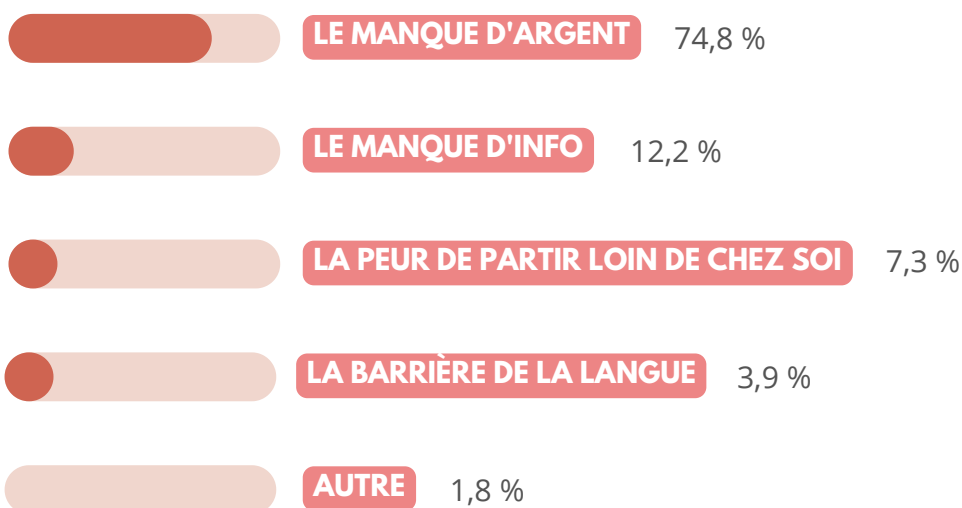 LE MANQUE D'ARGENT 74,8 %
LE MANQUE D'INFO 12,2 %
LA PEUR DE PARTIR LOIN DE CHEZ SOI 7,3 %
LA BARRIÈRE DE LA LANGUE 3,9 %
AUTRE 1,8 %